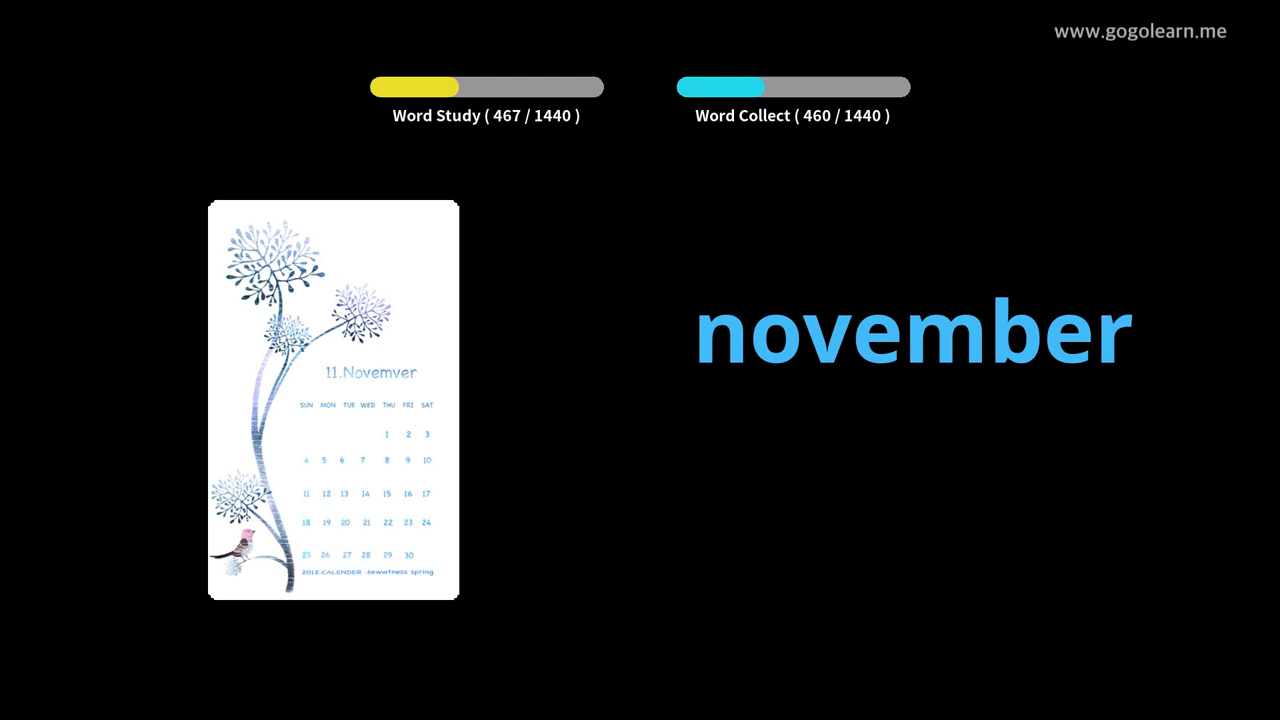 www.gogolearn.me
Word Study ( 467 / 1440 )
Word Collect ( 460 / 1440 )
november
11.Novemver
SUN MON TUE WED THU FRI SAT
1 2 3
4 5 6 7 8 9 10
11 12 13 14 15 16 17
18 19 20 21 22 23 24
25 26 27 28 29 30
2012.CALENDER .sewwtness spring